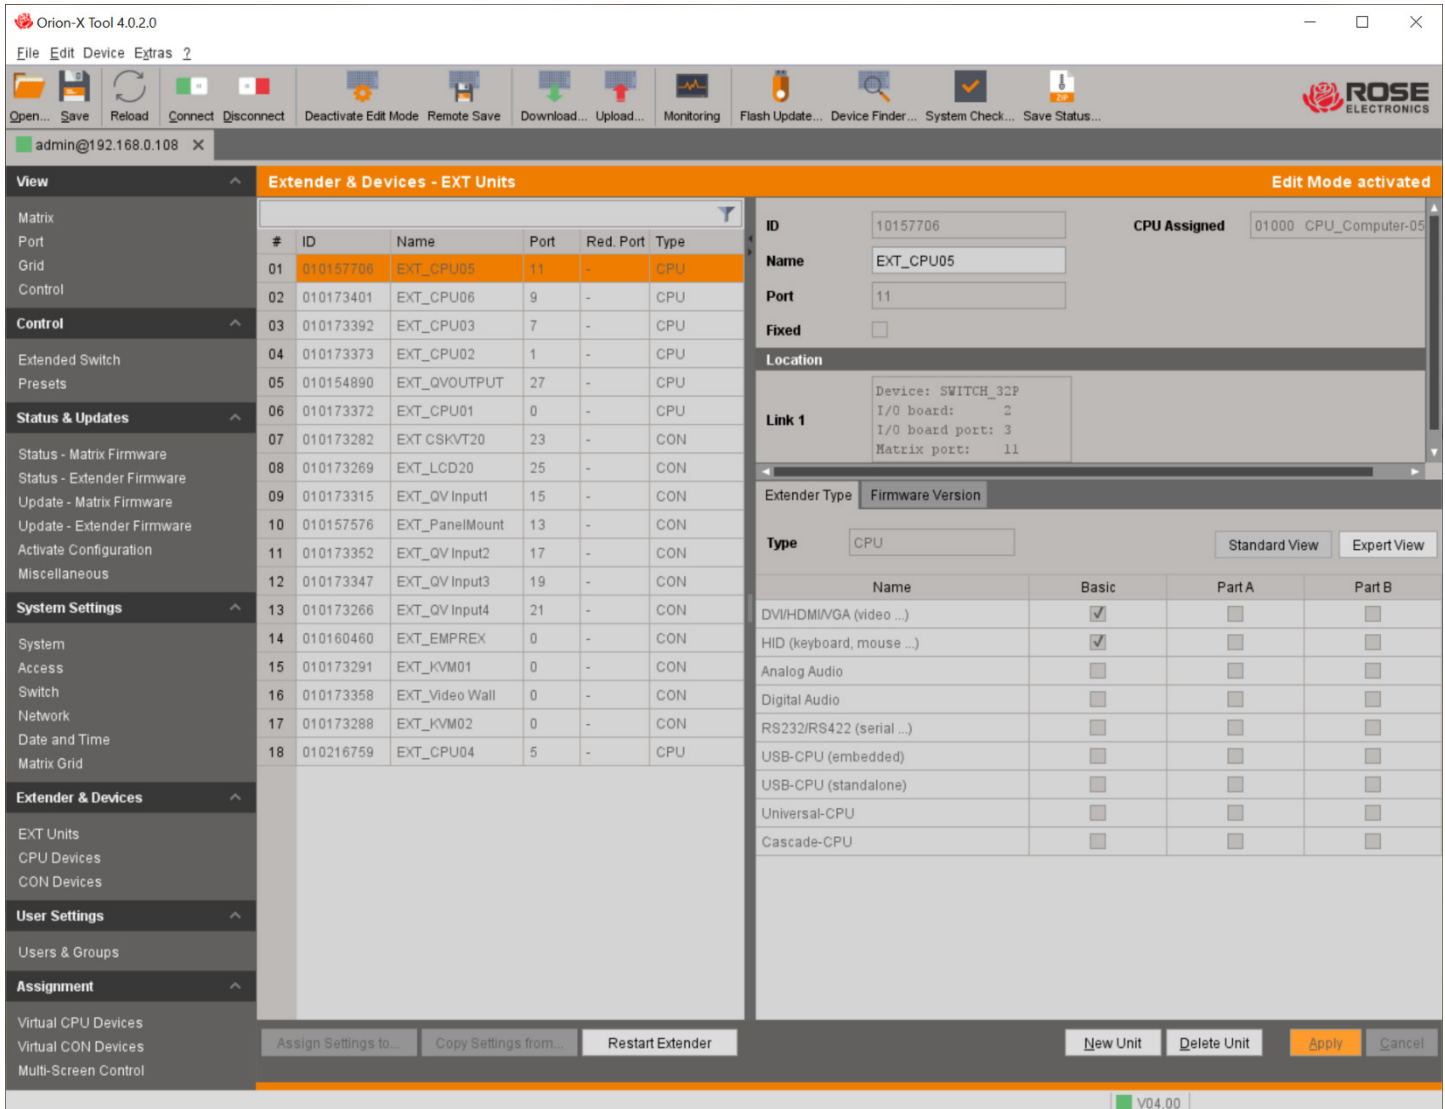 Orion-X Tool 4.0.2.0
File Edit Device Extras ?
Open... Save Reload Connect Disconnect Deactivate Edit Mode Remote Save Download... Upload... Monitoring Flash Update... Device Finder... System Check... Save Status...
ZIP
ROSE
ELECTRONICS
admin@192.168.0.108
View
Matrix
Port
Grid
Control
Control
Extended Switch
Presets
Status & Updates
Status - Matrix Firmware
Status - Extender Firmware
Update - Matrix Firmware
Update - Extender Firmware
Activate Configuration
Miscellaneous
System Settings
System
Access
Switch
Network
Date and Time
Matrix Grid
Extender & Devices
EXT Units
CPU Devices
CON Devices
User Settings
Users & Groups
Assignment
Virtual CPU Devices
Virtual CON Devices
Multi-Screen Control
Extender & Devices - EXT Units Edit Mode activated
# ID Name Port Red. Port Type
01 010157706 EXT_CPU05 11 - CPU
02 010173401 EXT_CPU06 9 - CPU
03 010173392 EXT_CPU03 7 - CPU
04 010173373 EXT_CPU02 1 - CPU
05 010154890 EXT_QVOUTPUT 27 - CPU
06 010173372 EXT_CPU01 0 - CPU
07 010173282 EXT CSKVT20 23 - CON
08 010173269 EXT_LCD20 25 - CON
09 010173315 EXT_QV Input1 15 - CON
10 010157576 EXT_PanelMount 13 - CON
11 010173352 EXT_QV Input2 17 - CON
12 010173347 EXT_QV Input3 19 - CON
13 010173266 EXT_QV Input4 21 - CON
14 010160460 EXT_EMPREX 0 - CON
15 010173291 EXT_KVM01 0 - CON
16 010173358 EXT_Video Wall 0 - CON
17 010173288 EXT_KVM02 0 - CON
18 010216759 EXT_CPU04 5 - CPU
Assign Settings to... Copy Settings from... Restart Extender
ID 10157706 CPU Assigned 01000 CPU_Computer-05
Name EXT_CPU05
Port 11
Fixed
Location
Link 1
Device: SWITCH_32P
I/O board: 2
I/O board port: 3
Matrix port: 11
Extender Type Firmware Version
Type CPU Standard View Expert View
Name Basic Part A Part B
DVI/HDMI/VGA (video ...)
HID (keyboard, mouse ...)
Analog Audio
Digital Audio
RS232/RS422 (serial ...)
USB-CPU (embedded)
USB-CPU (standalone)
Universal-CPU
Cascade-CPU
New Unit Delete Unit Apply Cancel
V04.00